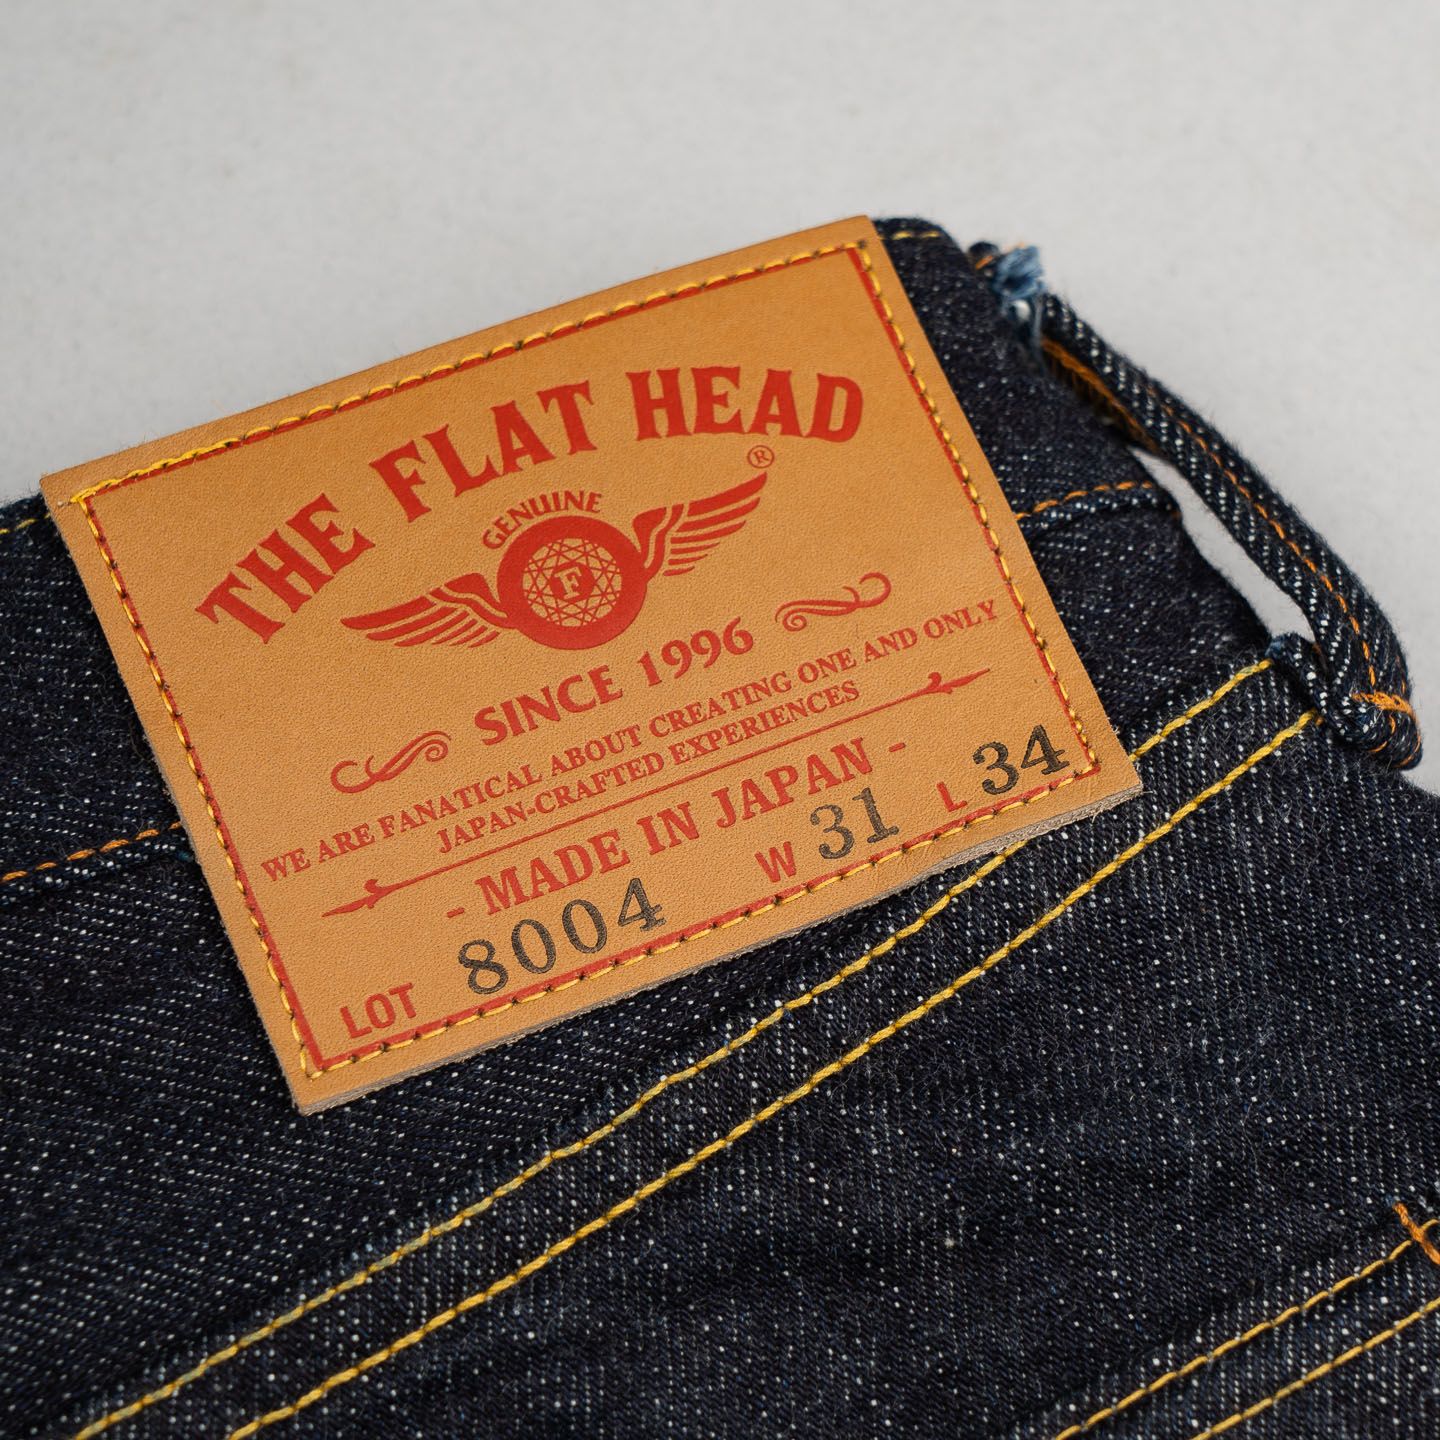 THE FLAT HEAD
®
GENUINE
F
SINCE 1996
WE ARE FANATICAL ABOUT CREATING ONE AND ONLY
JAPAN-CRAFTED EXPERIENCES
- MADE IN JAPAN -
LOT 8004 W 31 L 34